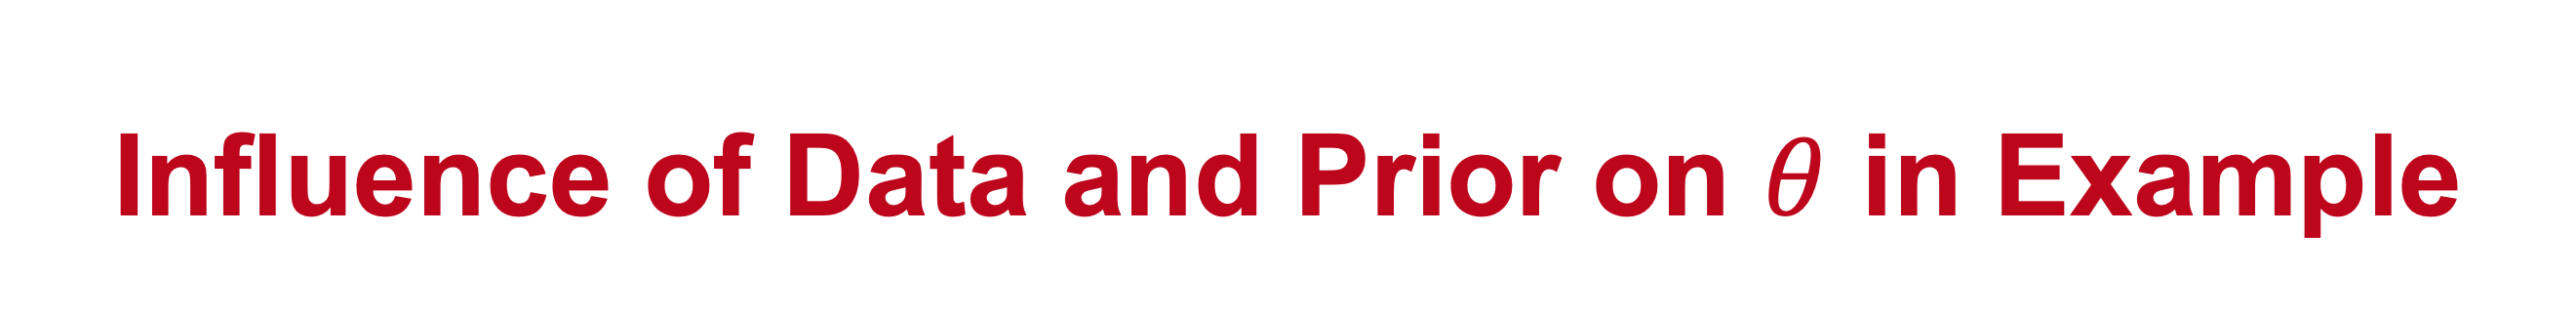 Influence of Data and Prior on θ in Example